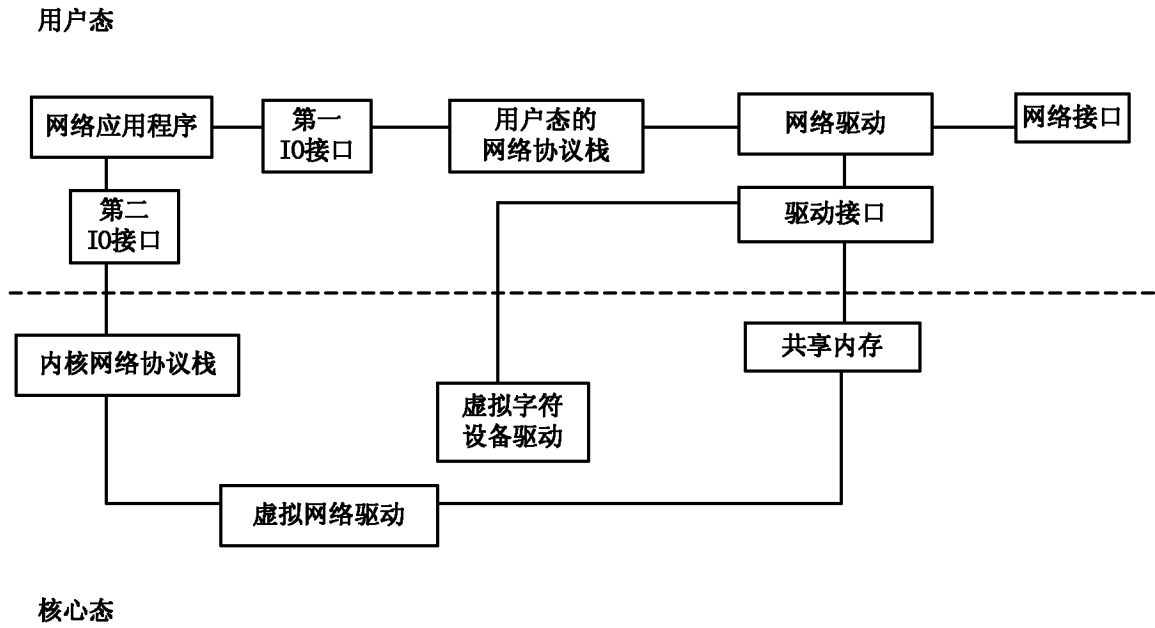 用户态
网络应用程序
第一
IO接口
用户态的
网络协议栈
网络驱动
网络接口
第二
IO接口
驱动接口
内核网络协议栈
共享内存
虚拟字符
设备驱动
虚拟网络驱动
核心态